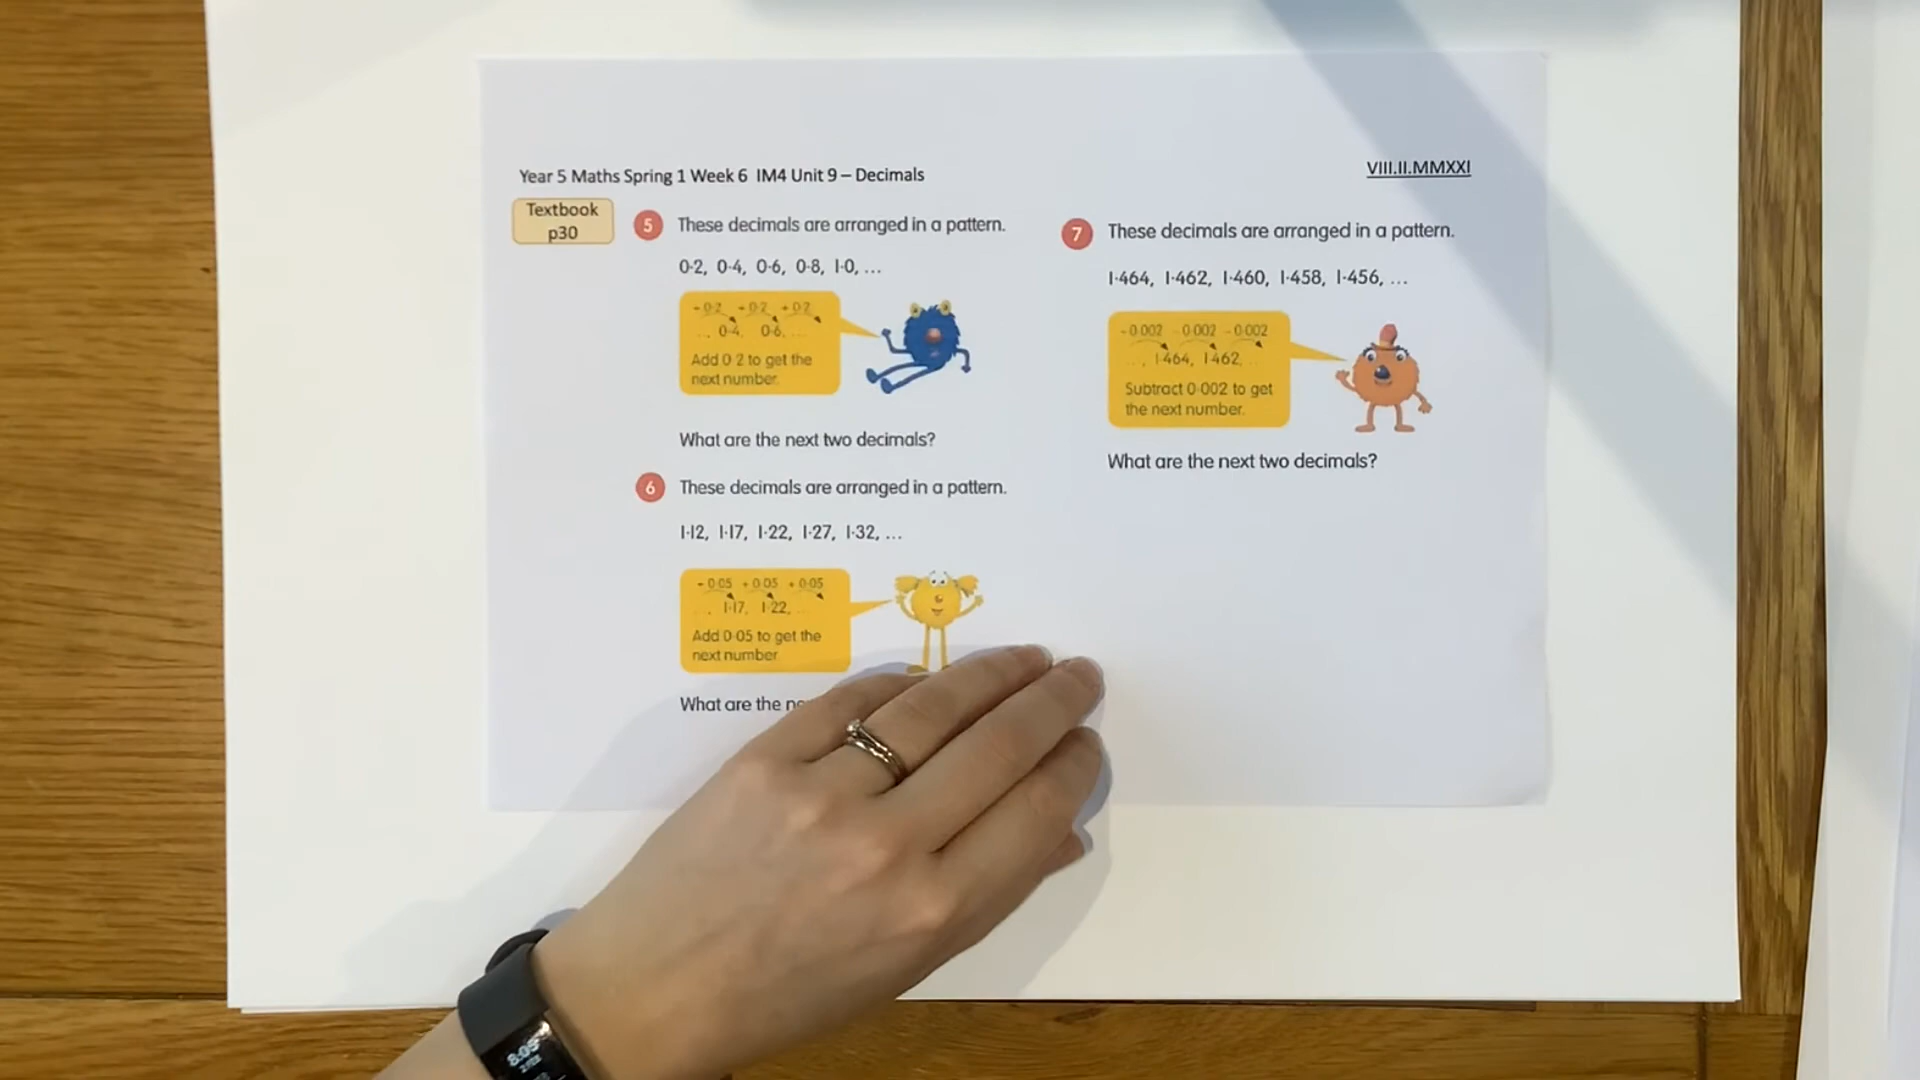 Year 5 Maths Spring 1 Week 6 IM4 Unit 9 – Decimals
VIII.II.MMXXI
Textbook
p30
5 These decimals are arranged in a pattern.
0·2, 0·4, 0·6, 0·8, 1·0, ...
+0·2 +0·2 +0·2
..., 0·4, 0·6, ...
Add 0·2 to get the
next number.
What are the next two decimals?
6 These decimals are arranged in a pattern.
1·12, 1·17, 1·22, 1·27, 1·32, ...
+0·05 +0·05 +0·05
..., 1·17, 1·22, ...
Add 0·05 to get the
next number
What are the
7 These decimals are arranged in a pattern.
1·464, 1·462, 1·460, 1·458, 1·456, ...
-0·002 -0·002 -0·002
..., 1·464, 1·462, ...
Subtract 0·002 to get
the next number.
What are the next two decimals?